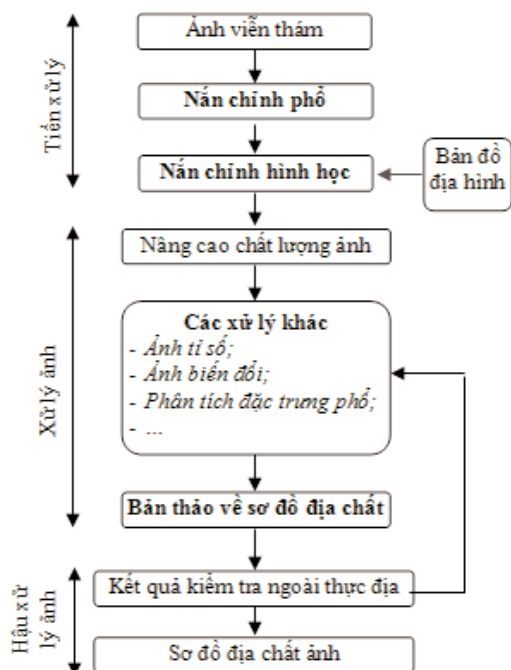 Tiền xử lý
Ảnh viễn thám
Nắn chỉnh phổ
Nắn chỉnh hình học
Bản đồ
địa hình
Xử lý ảnh
Nâng cao chất lượng ảnh
Các xử lý khác
- Ảnh tỉ số;
- Ảnh biến đổi;
- Phân tích đặc trưng phổ;
- ...
Bản thảo về sơ đồ địa chất
Hậu xử
lý ảnh
Kết quả kiểm tra ngoài thực địa
Sơ đồ địa chất ảnh